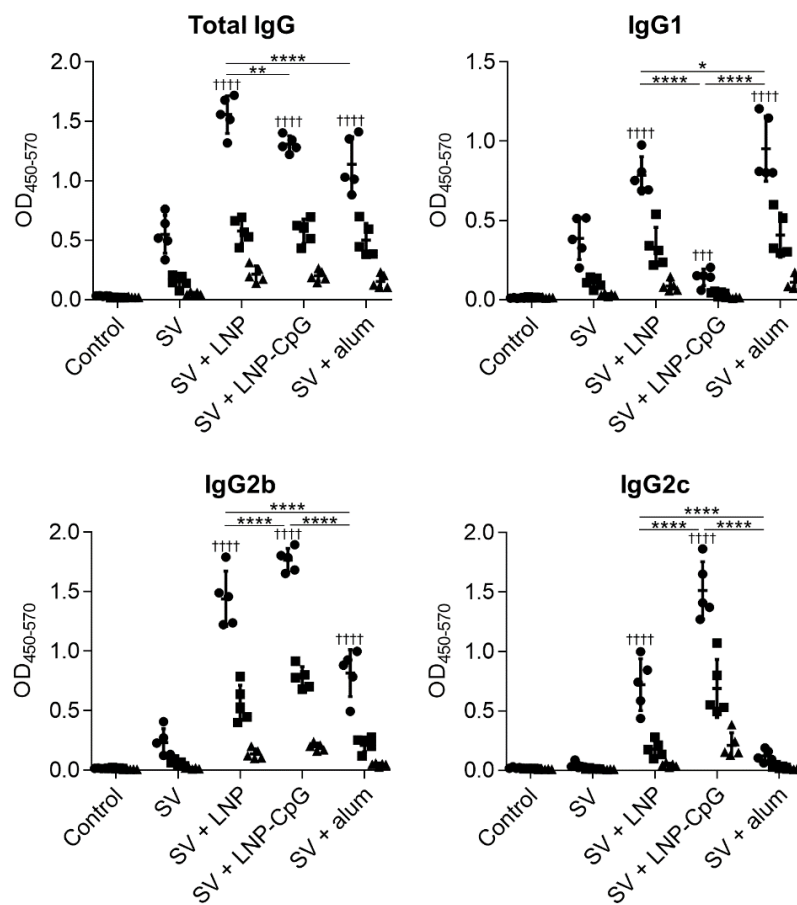 Total IgG
OD450-570
2.0
1.5
1.0
0.5
0.0
****
**
††††
††††
††††
Control
SV
SV + LNP
SV + LNP-CpG
SV + alum
IgG1
OD450-570
1.5
1.0
0.5
0.0
*
**** ****
††††
††††
†††
Control
SV
SV + LNP
SV + LNP-CpG
SV + alum
IgG2b
OD450-570
2.0
1.5
1.0
0.5
0.0
****
**** ****
††††
††††
††††
Control
SV
SV + LNP
SV + LNP-CpG
SV + alum
IgG2c
OD450-570
2.0
1.5
1.0
0.5
0.0
****
**** ****
††††
††††
Control
SV
SV + LNP
SV + LNP-CpG
SV + alum